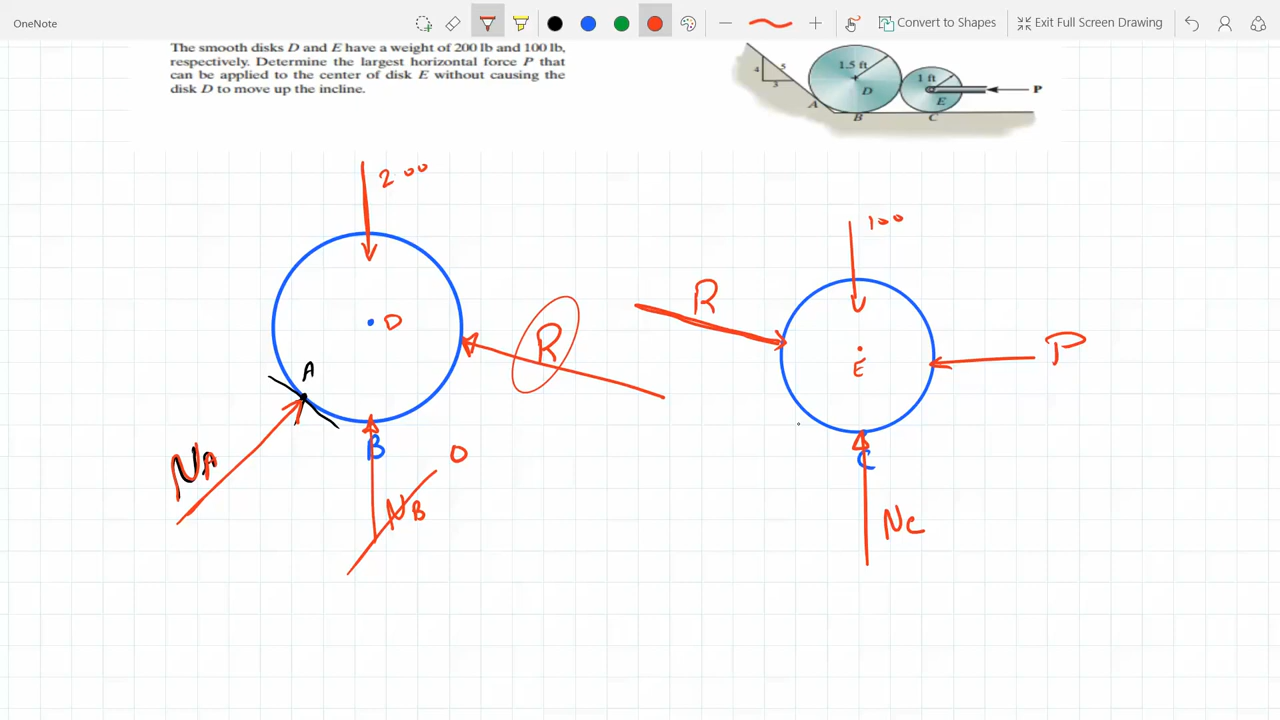 OneNote
Convert to Shapes
Exit Full Screen Drawing
The smooth disks D and E have a weight of 200 lb and 100 lb,
respectively. Determine the largest horizontal force P that
can be applied to the center of disk E without causing the
disk D to move up the incline.
4
5
3
1.5 ft
D
1 ft
E
P
A
B
C
200
D
A
B
NA
NB
0
R
R
100
E
P
C
NC